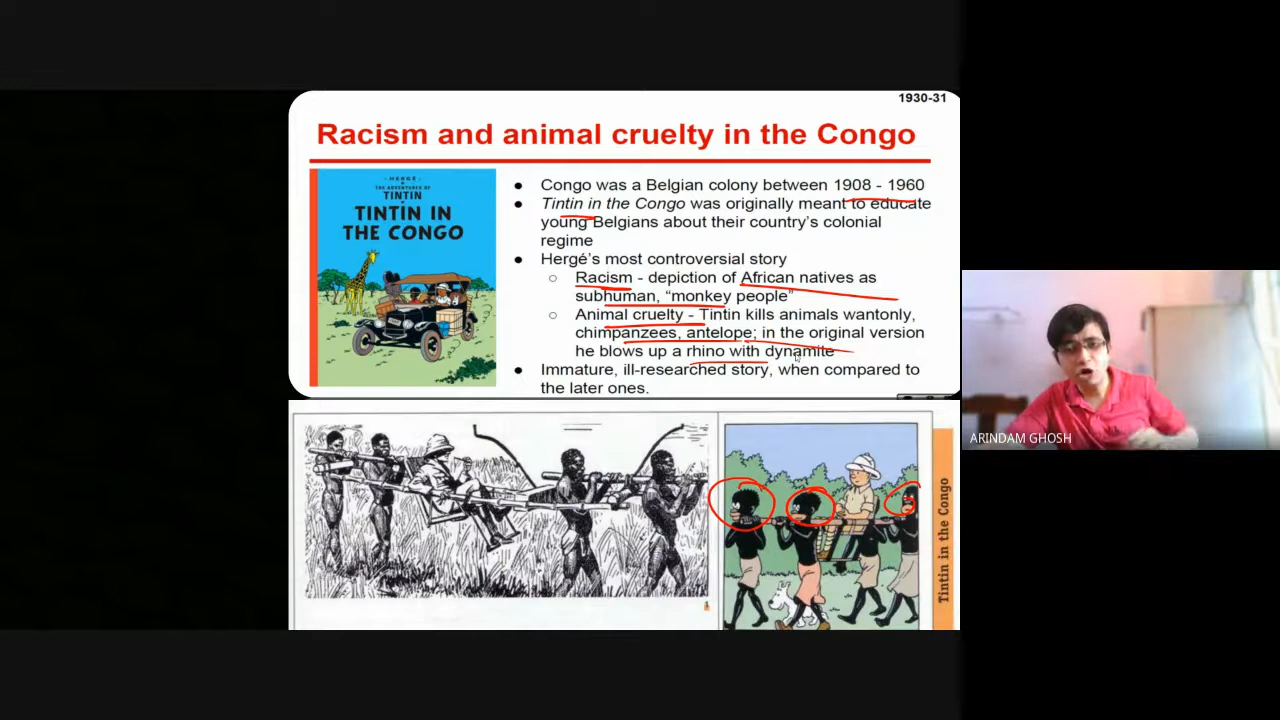 1930-31
Racism and animal cruelty in the Congo
-HERGÉ-
THE ADVENTURES OF
TINTIN
TINTIN IN
THE CONGO
● Congo was a Belgian colony between 1908 - 1960
● Tintin in the Congo was originally meant to educate
young Belgians about their country's colonial
regime
● Hergé's most controversial story
○ Racism - depiction of African natives as
subhuman, "monkey people"
○ Animal cruelty - Tintin kills animals wantonly,
chimpanzees, antelope; in the original version
he blows up a rhino with dynamite
● Immature, ill-researched story, when compared to
the later ones.
Tintin in the Congo
ARINDAM GHOSH